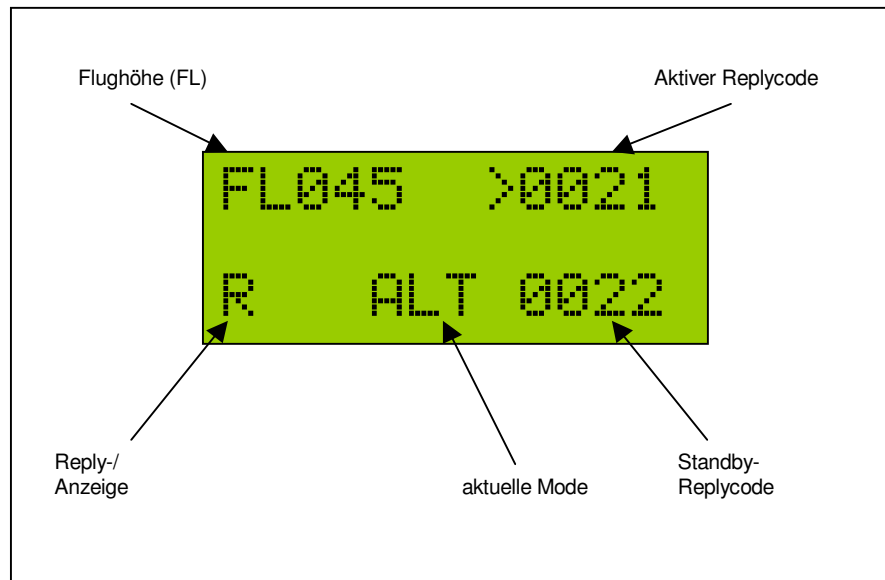 Flughöhe (FL)
Aktiver Replycode
FL045 >0021
R ALT 0022
Reply-/
Anzeige
aktuelle Mode
Standby-
Replycode